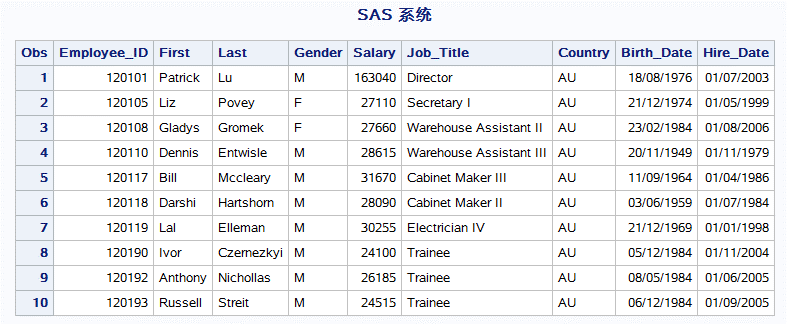 SAS 系统
Obs Employee_ID First Last Gender Salary Job_Title Country Birth_Date Hire_Date
1 120101 Patrick Lu M 163040 Director AU 18/08/1976 01/07/2003
2 120105 Liz Povey F 27110 Secretary I AU 21/12/1974 01/05/1999
3 120108 Gladys Gromek F 27660 Warehouse Assistant II AU 23/02/1984 01/08/2006
4 120110 Dennis Entwisle M 28615 Warehouse Assistant III AU 20/11/1949 01/11/1979
5 120117 Bill Mccleary M 31670 Cabinet Maker III AU 11/09/1964 01/04/1986
6 120118 Darshi Hartshorn M 28090 Cabinet Maker II AU 03/06/1959 01/07/1984
7 120119 Lal Elleman M 30255 Electrician IV AU 21/12/1969 01/01/1998
8 120190 Ivor Czernezkyi M 24100 Trainee AU 05/12/1984 01/11/2004
9 120192 Anthony Nichollas M 26185 Trainee AU 08/05/1984 01/06/2005
10 120193 Russell Streit M 24515 Trainee AU 06/12/1984 01/09/2005